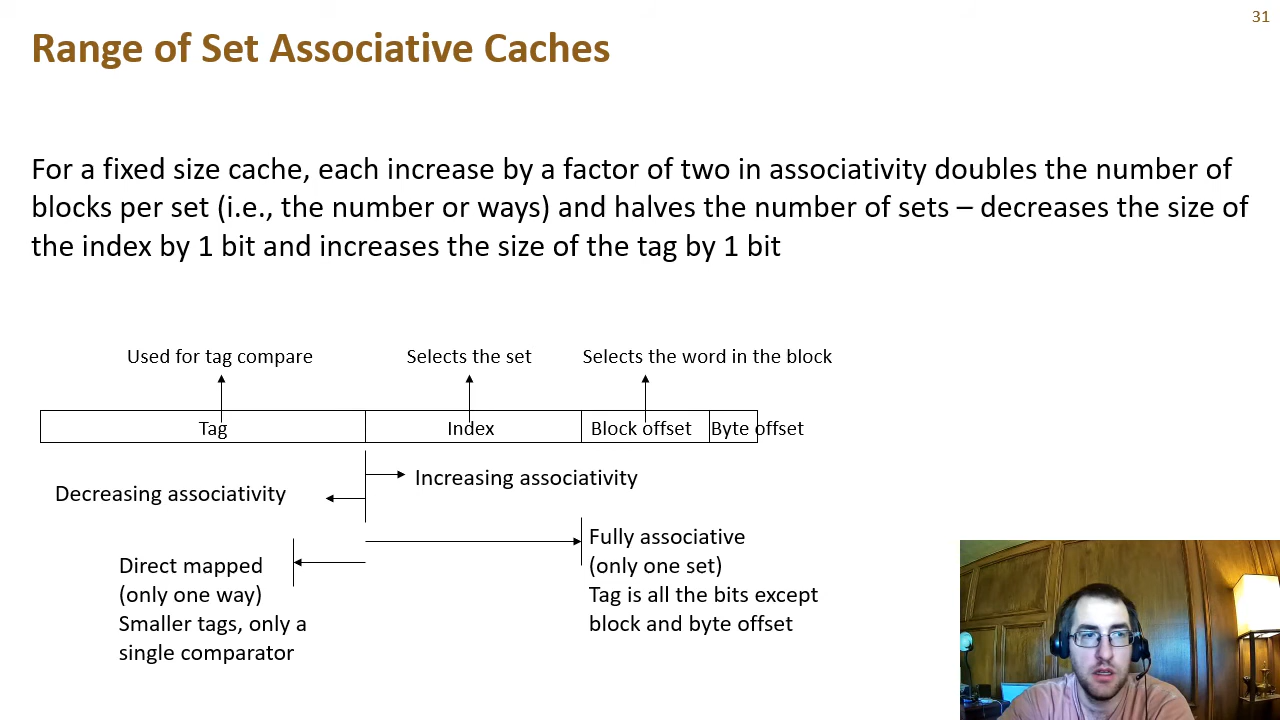 31
Range of Set Associative Caches
For a fixed size cache, each increase by a factor of two in associativity doubles the number of
blocks per set (i.e., the number or ways) and halves the number of sets – decreases the size of
the index by 1 bit and increases the size of the tag by 1 bit
Used for tag compare
Selects the set
Selects the word in the block
Tag
Index
Block offset
Byte offset
Increasing associativity
Decreasing associativity
Fully associative
(only one set)
Tag is all the bits except
block and byte offset
Direct mapped
(only one way)
Smaller tags, only a
single comparator